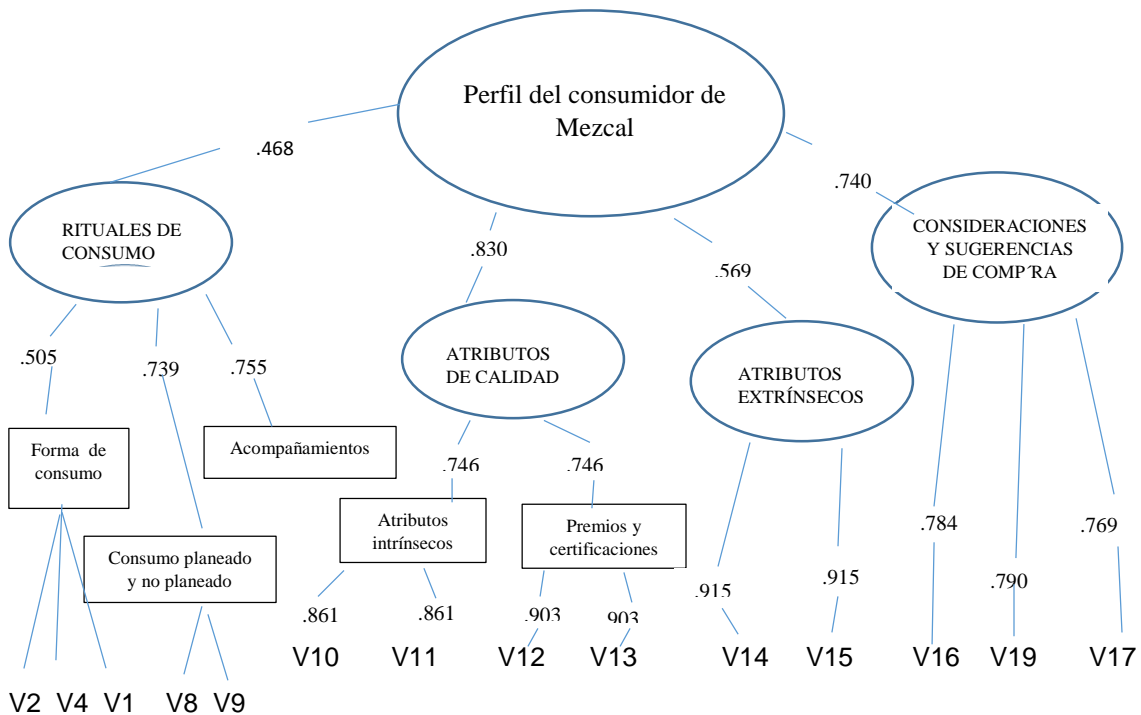 Perfil del consumidor de
Mezcal
.468
.740
RITUALES DE
CONSUMO
CONSIDERACIONES
Y SUGERENCIAS
DE COMP´RA
.830
.569
.505
.739
.755
ATRIBUTOS
DE CALIDAD
ATRIBUTOS
EXTRÍNSECOS
Forma de
consumo
Acompañamientos
.746
.746
Atributos
intrínsecos
Premios y
certificaciones
.784
.769
Consumo planeado
y no planeado
.861
.861
.903
903
.915
.915
.790
V10
V11
V12
V13
V14
V15
V16
V19
V17
V2
V4
V1
V8
V9